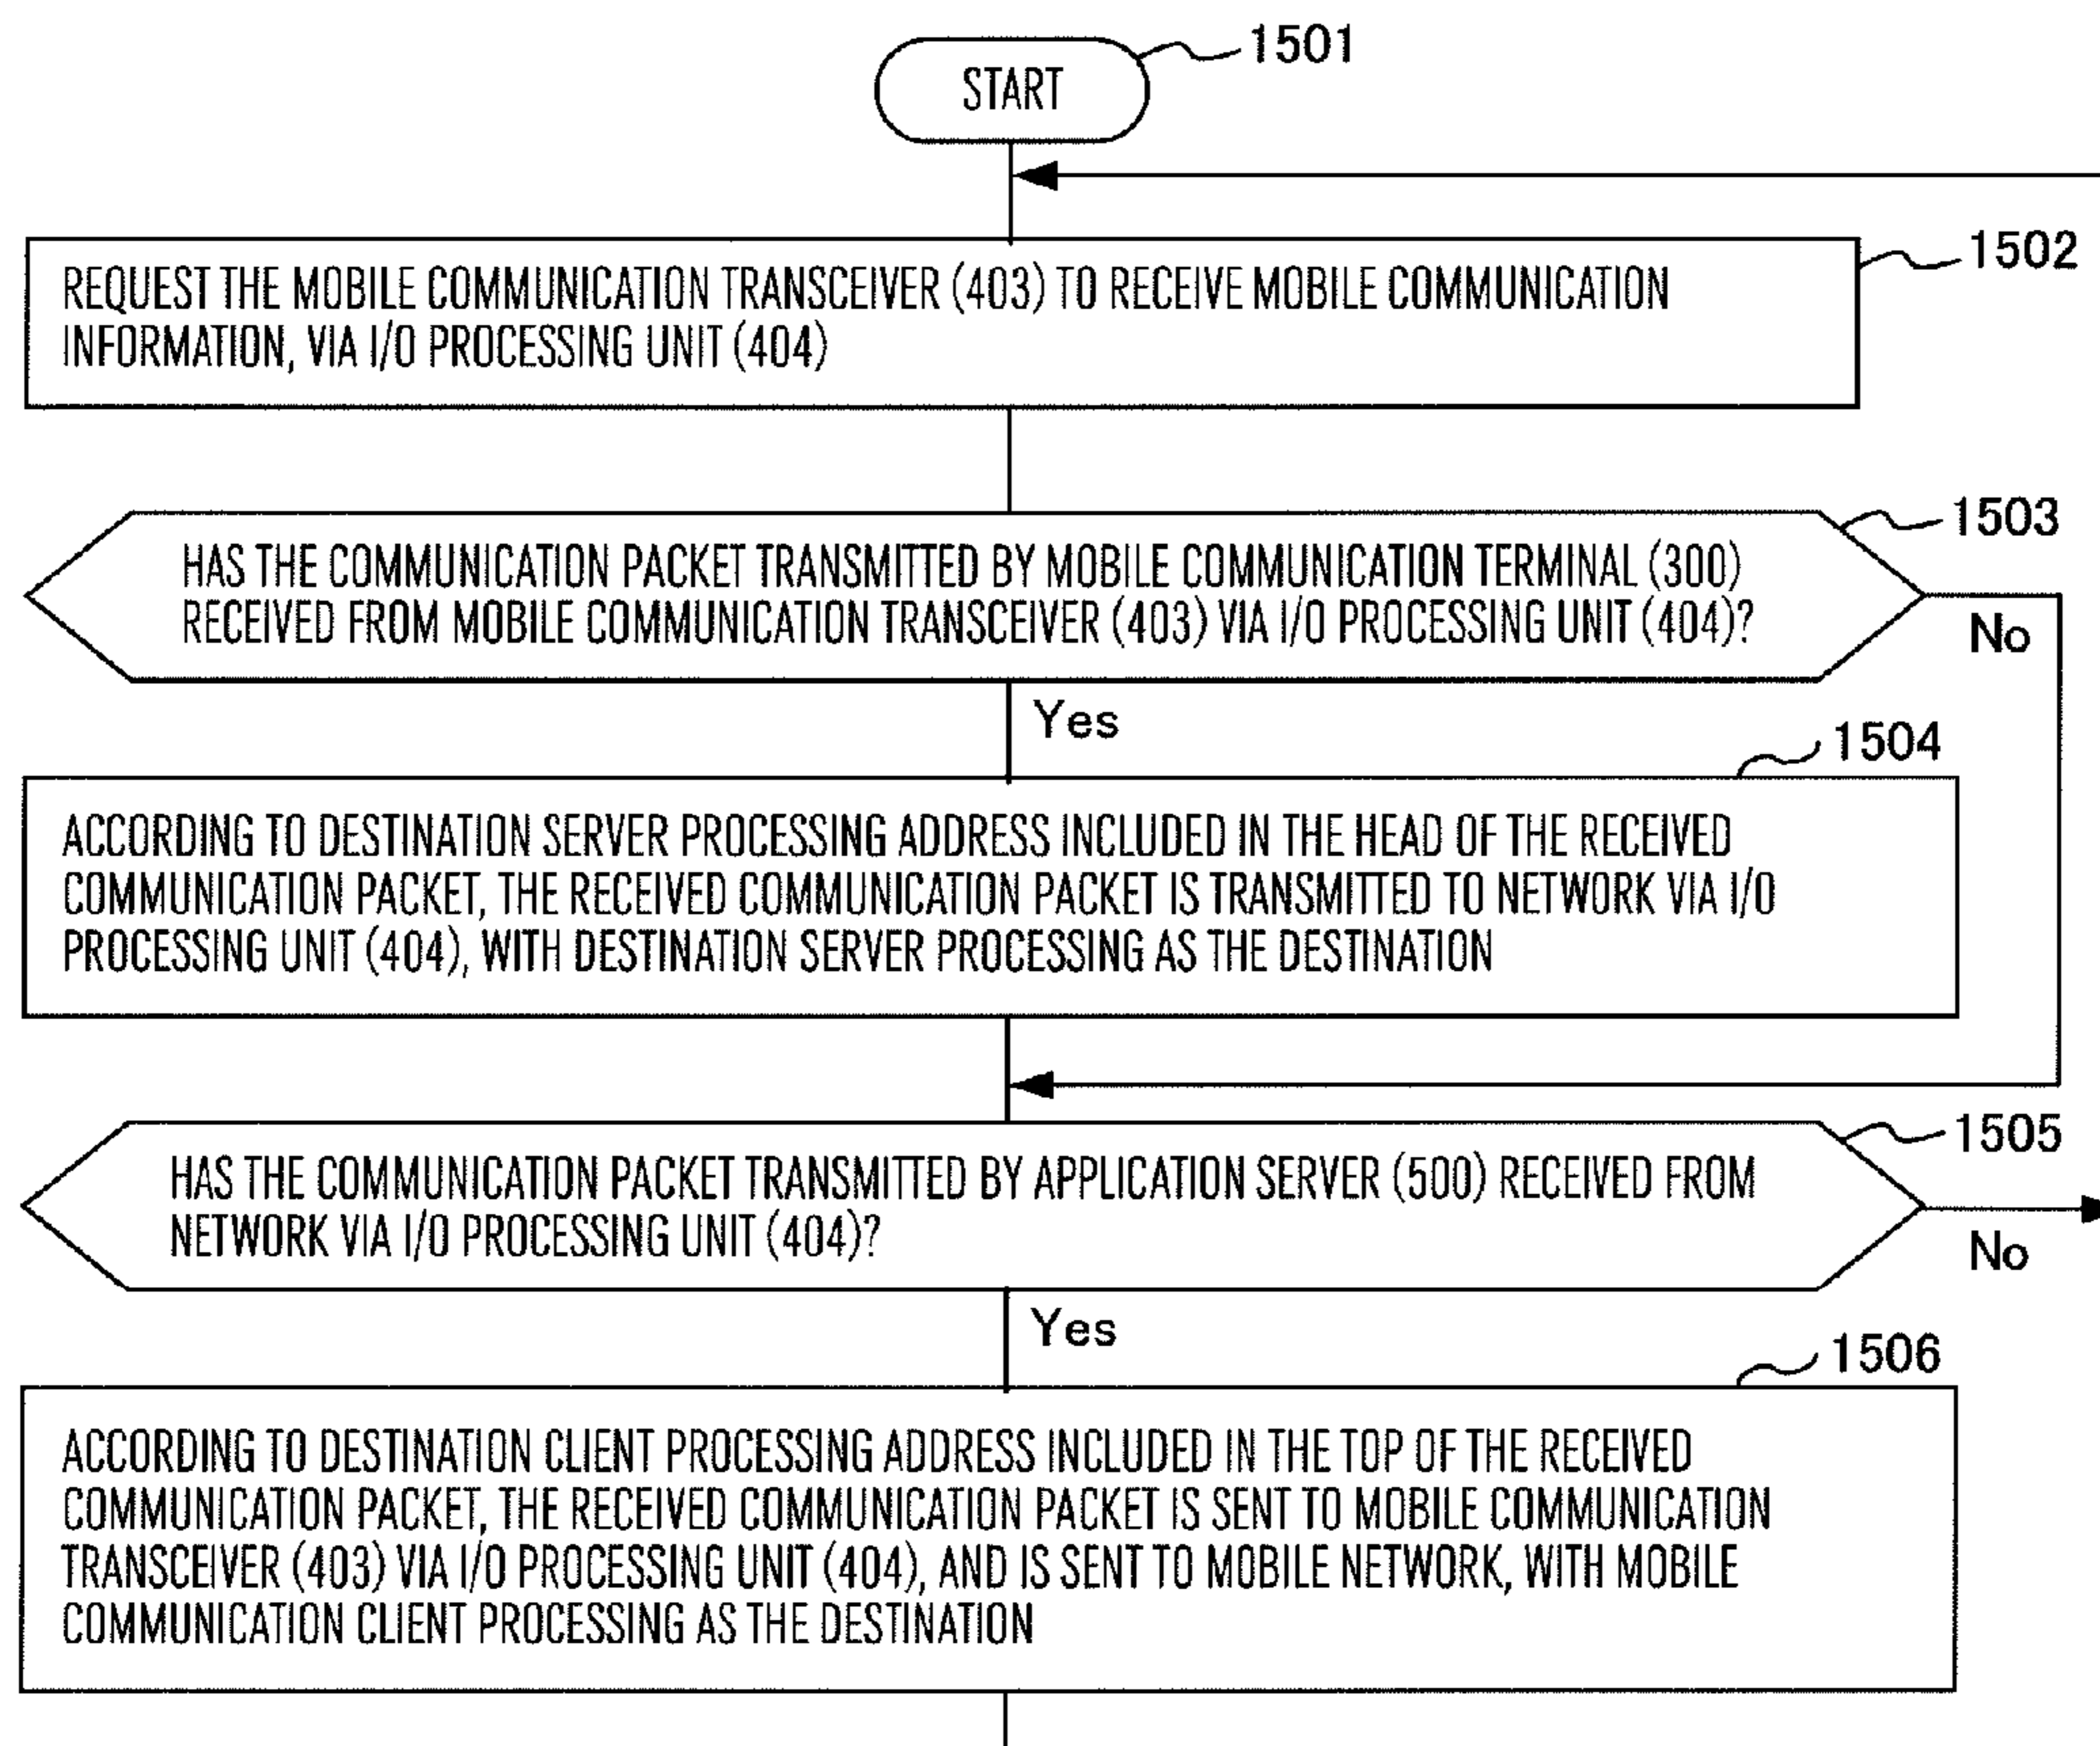 START
1501
1502
REQUEST THE MOBILE COMMUNICATION TRANSCEIVER (403) TO RECEIVE MOBILE COMMUNICATION
INFORMATION, VIA I/O PROCESSING UNIT (404)
1503
HAS THE COMMUNICATION PACKET TRANSMITTED BY MOBILE COMMUNICATION TERMINAL (300)
RECEIVED FROM MOBILE COMMUNICATION TRANSCEIVER (403) VIA I/O PROCESSING UNIT (404)?
No
Yes
1504
ACCORDING TO DESTINATION SERVER PROCESSING ADDRESS INCLUDED IN THE HEAD OF THE RECEIVED
COMMUNICATION PACKET, THE RECEIVED COMMUNICATION PACKET IS TRANSMITTED TO NETWORK VIA I/O
PROCESSING UNIT (404), WITH DESTINATION SERVER PROCESSING AS THE DESTINATION
1505
HAS THE COMMUNICATION PACKET TRANSMITTED BY APPLICATION SERVER (500) RECEIVED FROM
NETWORK VIA I/O PROCESSING UNIT (404)?
No
Yes
1506
ACCORDING TO DESTINATION CLIENT PROCESSING ADDRESS INCLUDED IN THE TOP OF THE RECEIVED
COMMUNICATION PACKET, THE RECEIVED COMMUNICATION PACKET IS SENT TO MOBILE COMMUNICATION
TRANSCEIVER (403) VIA I/O PROCESSING UNIT (404), AND IS SENT TO MOBILE NETWORK, WITH MOBILE
COMMUNICATION CLIENT PROCESSING AS THE DESTINATION